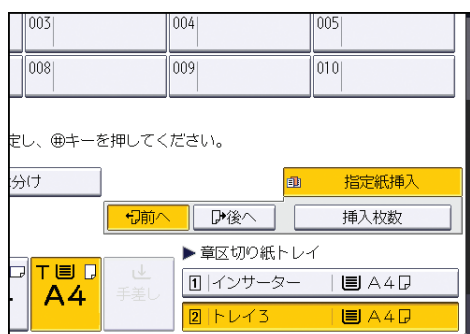 003 004 005
008 009 010
定し、㊉キーを押してください。
分け 指定紙挿入
前へ 後へ 挿入枚数
▶章区切り紙トレイ
T A4 手差し
1 インサーター A4
2 トレイ3 A4